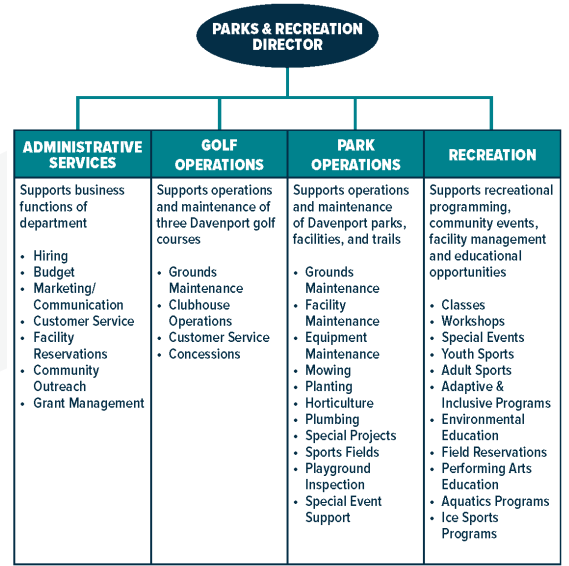 PARKS & RECREATION
DIRECTOR
ADMINISTRATIVE
SERVICES
Supports business
functions of
department
• Hiring
• Budget
• Marketing/
Communication
• Customer Service
• Facility
Reservations
• Community
Outreach
• Grant Management
GOLF
OPERATIONS
Supports operations
and maintenance of
three Davenport golf
courses
• Grounds
Maintenance
• Clubhouse
Operations
• Customer Service
• Concessions
PARK
OPERATIONS
Supports operations
and maintenance
of Davenport parks,
facilities, and trails
• Grounds
Maintenance
• Facility
Maintenance
• Equipment
Maintenance
• Mowing
• Planting
• Horticulture
• Plumbing
• Special Projects
• Sports Fields
• Playground
Inspection
• Special Event
Support
RECREATION
Supports recreational
programming,
community events,
facility management
and educational
opportunities
• Classes
• Workshops
• Special Events
• Youth Sports
• Adult Sports
• Adaptive &
Inclusive Programs
• Environmental
Education
• Field Reservations
• Performing Arts
Education
• Aquatics Programs
• Ice Sports
Programs